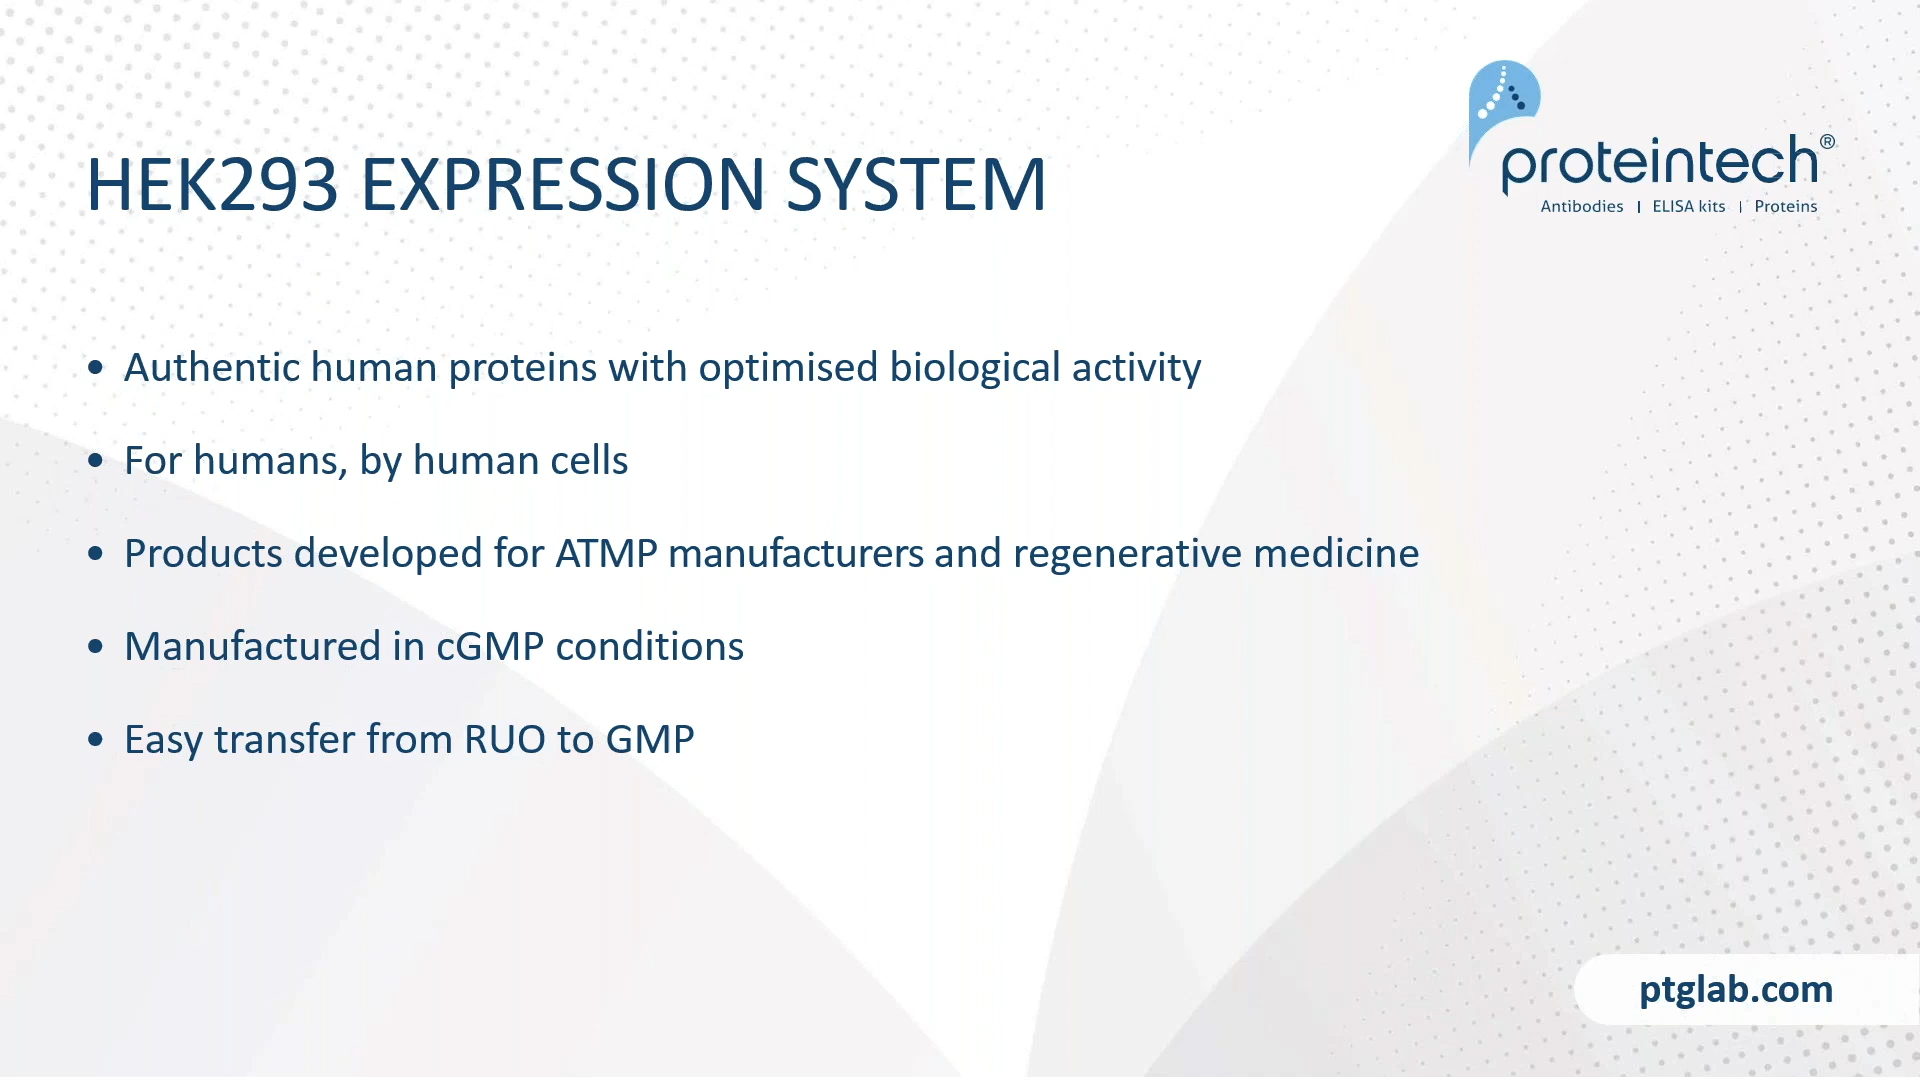 proteintech®
Antibodies | ELISA kits | Proteins
HEK293 EXPRESSION SYSTEM
• Authentic human proteins with optimised biological activity
• For humans, by human cells
• Products developed for ATMP manufacturers and regenerative medicine
• Manufactured in cGMP conditions
• Easy transfer from RUO to GMP
ptglab.com